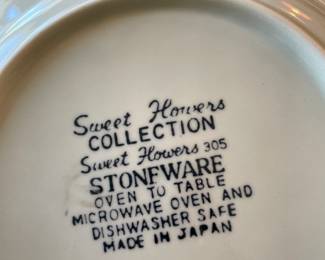 Sweet Flowers
COLLECTION
Sweet Flowers 305
STONEWARE
OVEN TO TABLE
MICROWAVE OVEN AND
DISHWASHER SAFE
MADE IN JAPAN